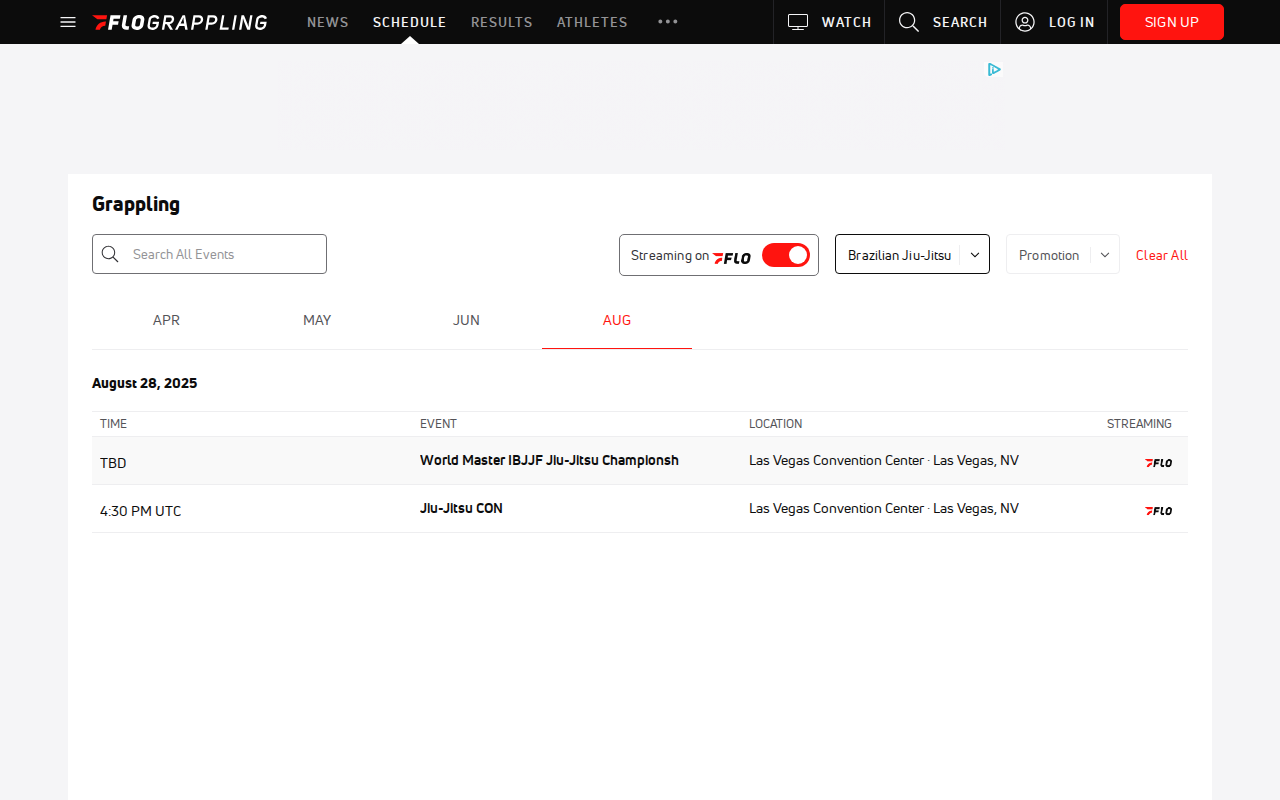 FLOGRAPPLING NEWS SCHEDULE RESULTS ATHLETES ••• WATCH SEARCH LOG IN SIGN UP
Grappling
Search All Events Streaming on FLO Brazilian Jiu-Jitsu Promotion Clear All
APR MAY JUN AUG
August 28, 2025
TIME EVENT LOCATION STREAMING
TBD World Master IBJJF Jiu-Jitsu Championsh Las Vegas Convention Center · Las Vegas, NV FLO
4:30 PM UTC Jiu-Jitsu CON Las Vegas Convention Center · Las Vegas, NV FLO